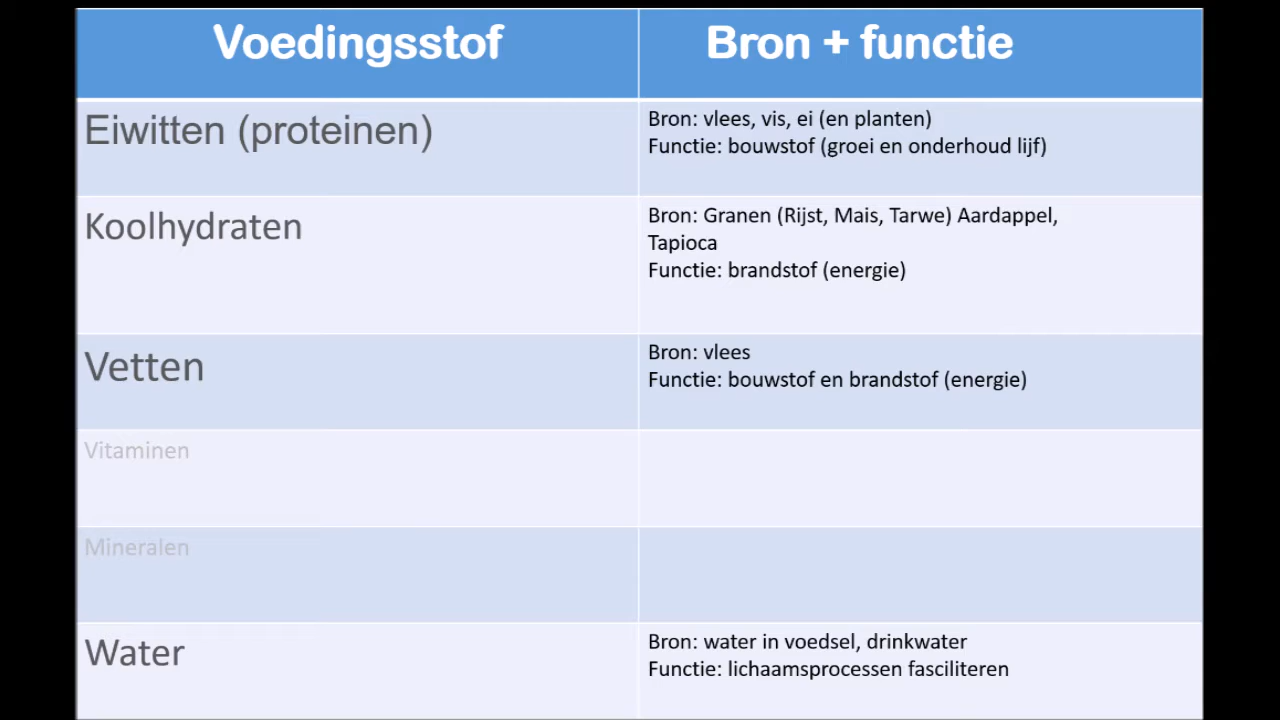 Voedingsstof
Bron + functie
Eiwitten (proteinen)
Bron: vlees, vis, ei (en planten)
Functie: bouwstof (groei en onderhoud lijf)
Koolhydraten
Bron: Granen (Rijst, Mais, Tarwe) Aardappel,
Tapioca
Functie: brandstof (energie)
Vetten
Bron: vlees
Functie: bouwstof en brandstof (energie)
Vitaminen
Mineralen
Water
Bron: water in voedsel, drinkwater
Functie: lichaamsprocessen fasciliteren